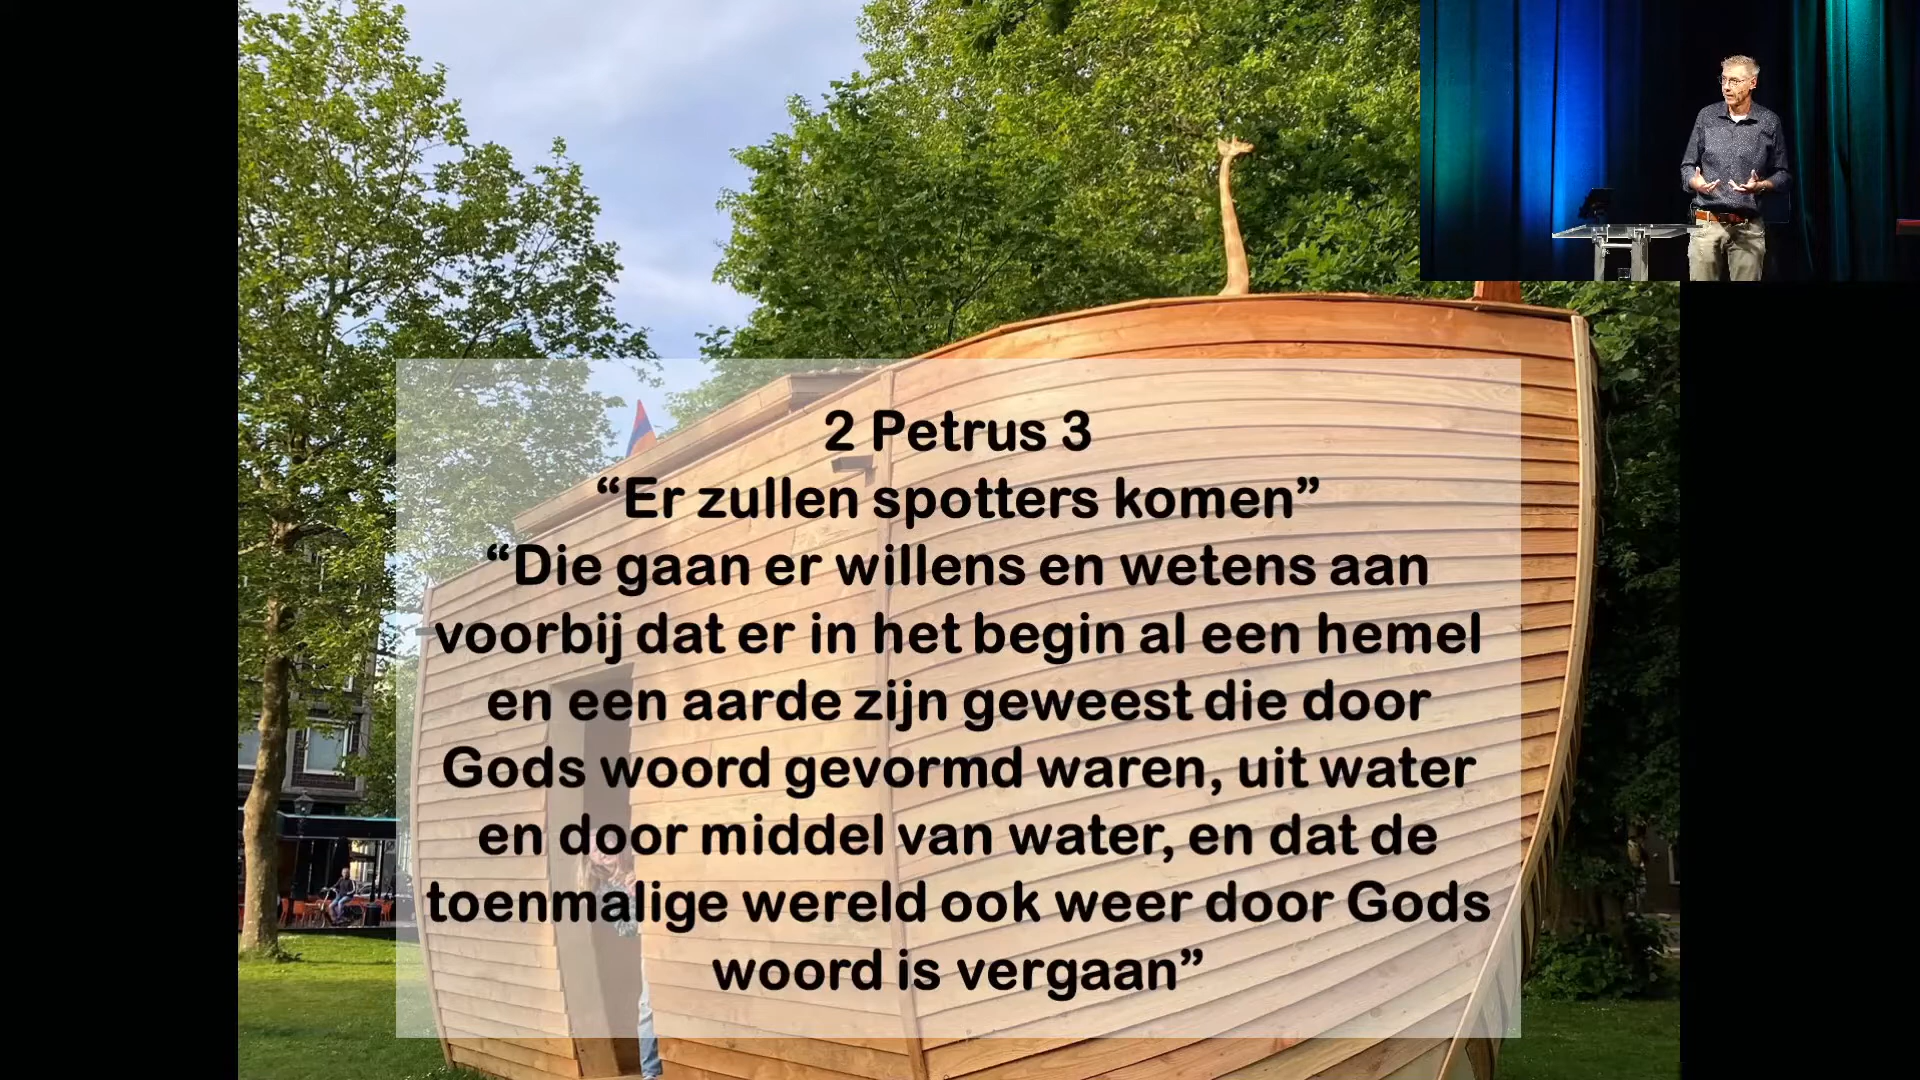 2 Petrus 3
“Er zullen spotters komen”
“Die gaan er willens en wetens aan
voorbij dat er in het begin al een hemel
en een aarde zijn geweest die door
Gods woord gevormd waren, uit water
en door middel van water, en dat de
toenmalige wereld ook weer door Gods
woord is vergaan”